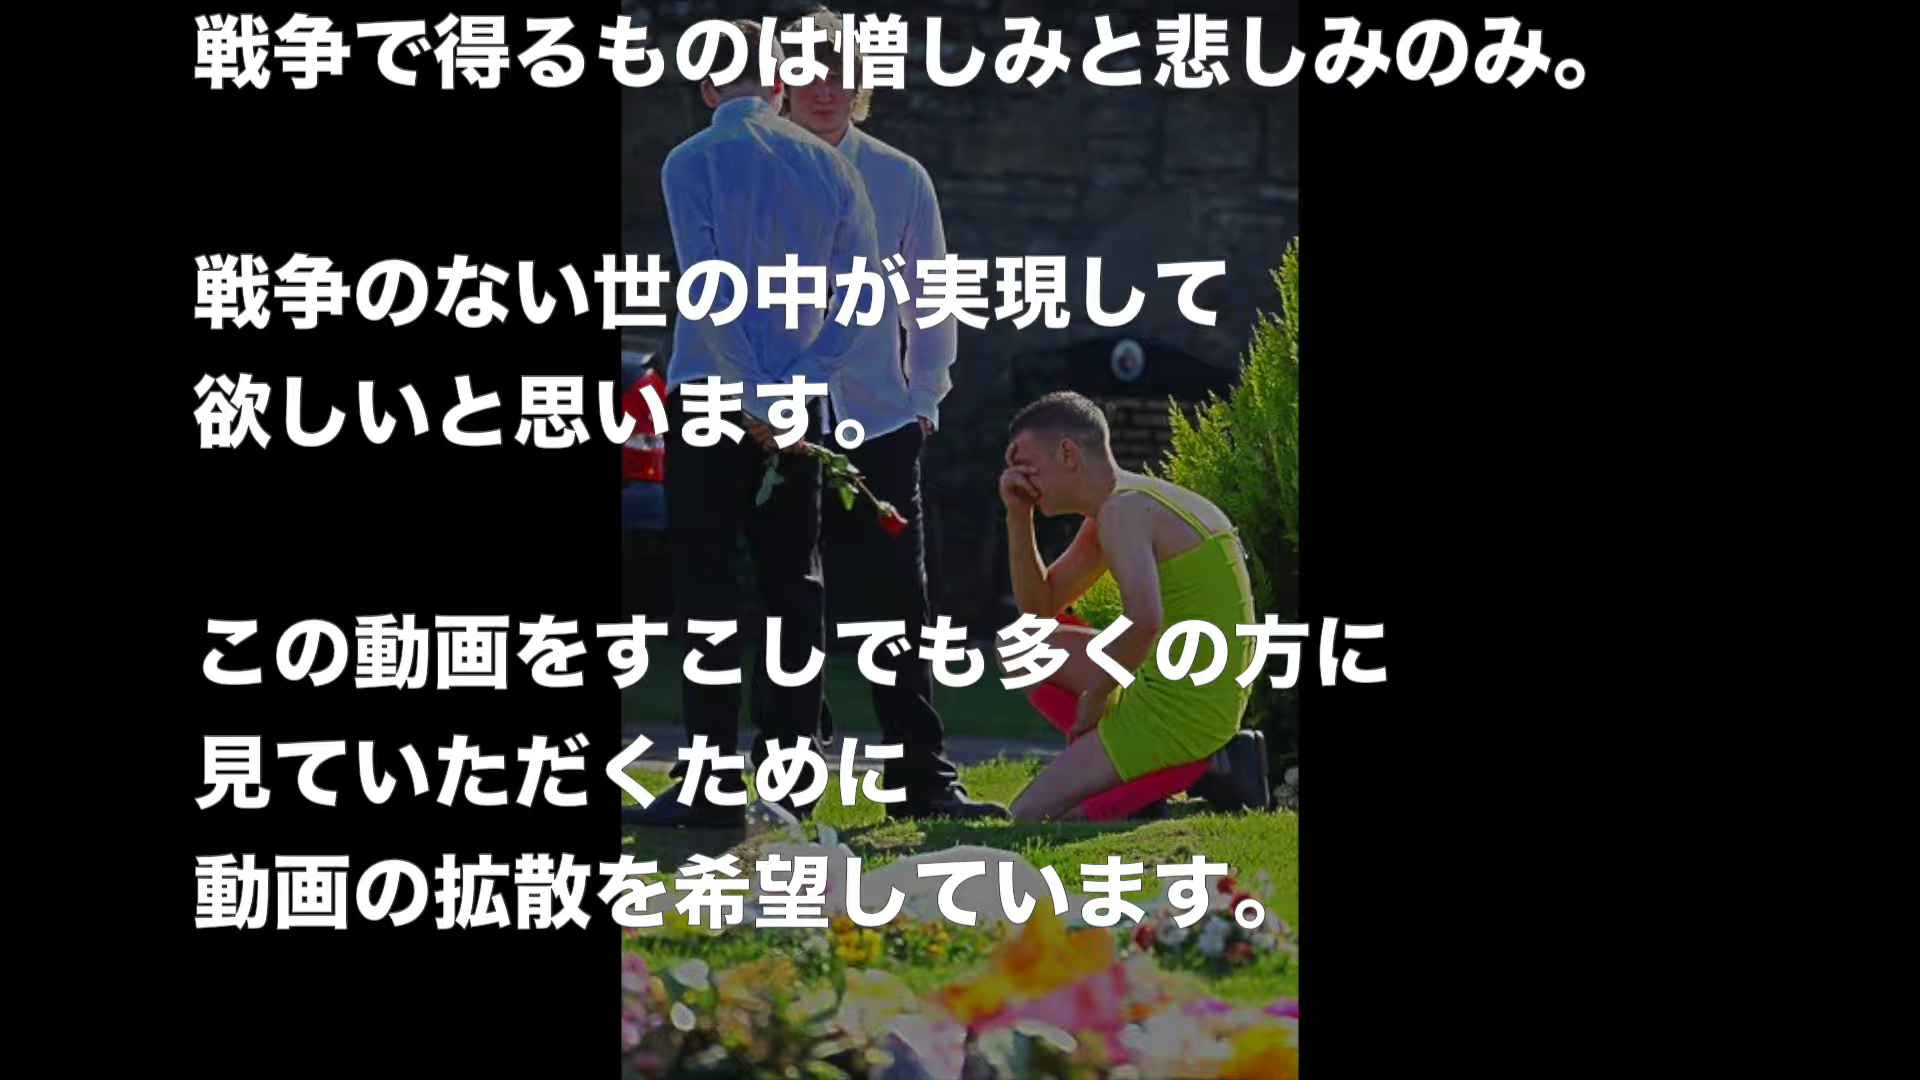 戦争で得るものは憎しみと悲しみのみ。
戦争のない世の中が実現して
欲しいと思います。
この動画をすこしでも多くの方に
見ていただくために
動画の拡散を希望しています。